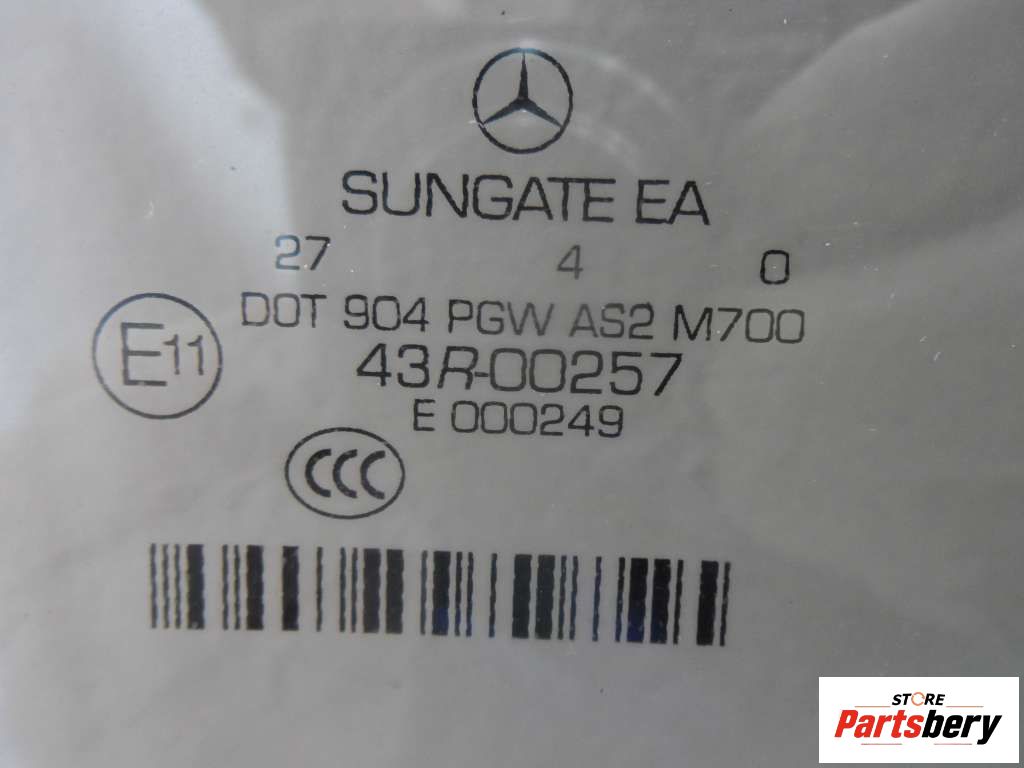 SUNGATE EA
27 4 0
DOT 904 PGW AS2 M700
E11
43R-00257
E 000249
CCC
STORE
Partsbery